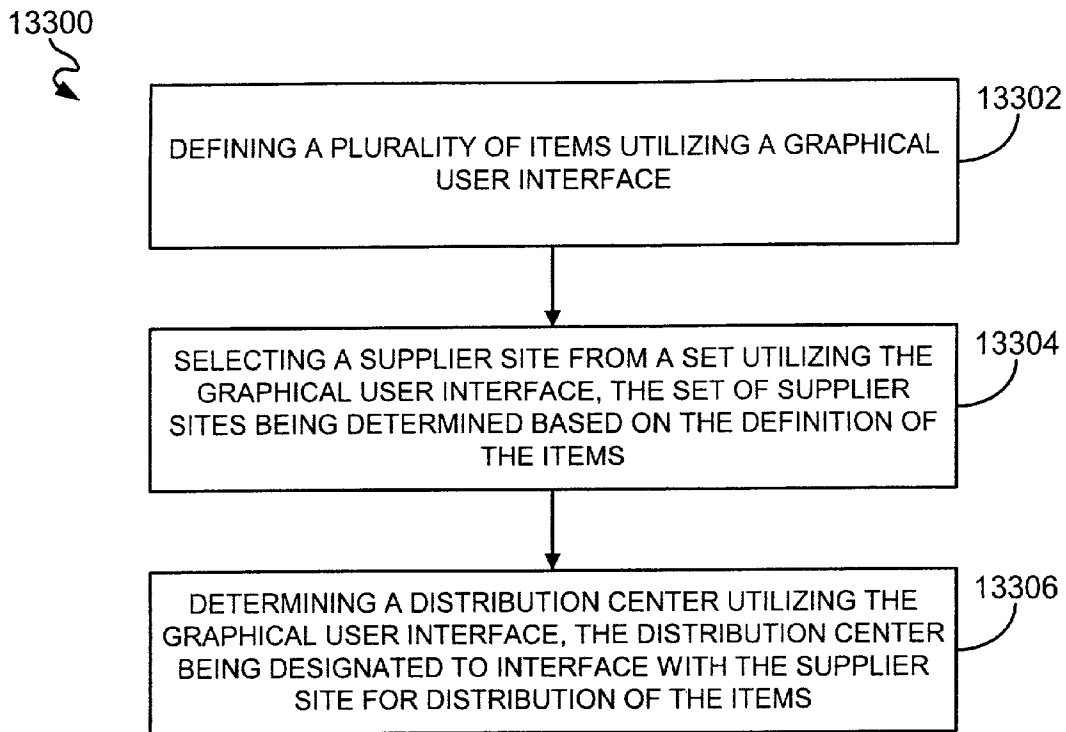 13300
13302
DEFINING A PLURALITY OF ITEMS UTILIZING A GRAPHICAL
USER INTERFACE
13304
SELECTING A SUPPLIER SITE FROM A SET UTILIZING THE
GRAPHICAL USER INTERFACE, THE SET OF SUPPLIER
SITES BEING DETERMINED BASED ON THE DEFINITION OF
THE ITEMS
13306
DETERMINING A DISTRIBUTION CENTER UTILIZING THE
GRAPHICAL USER INTERFACE, THE DISTRIBUTION CENTER
BEING DESIGNATED TO INTERFACE WITH THE SUPPLIER
SITE FOR DISTRIBUTION OF THE ITEMS